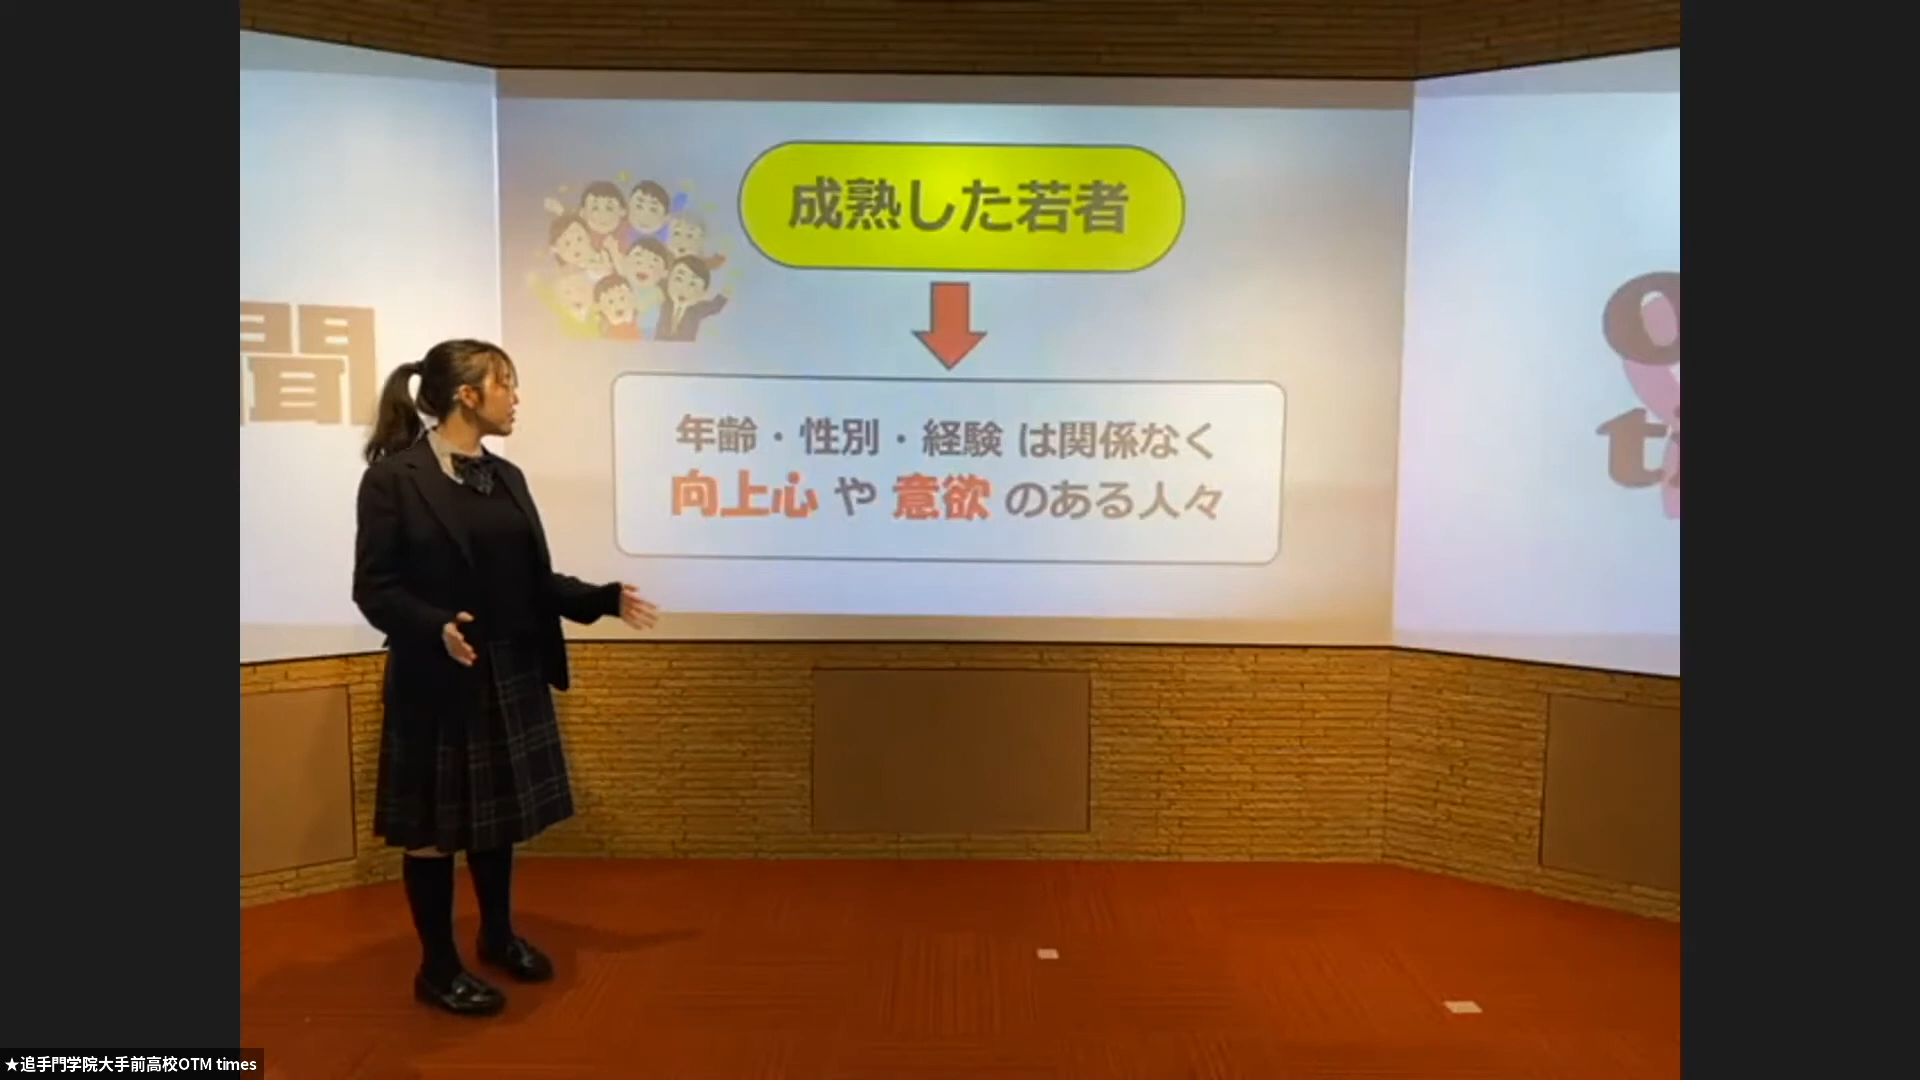 成熟した若者
年齢・性別・経験 は関係なく
向上心 や 意欲 のある人々
聞
★追手門学院大手前高校OTM times